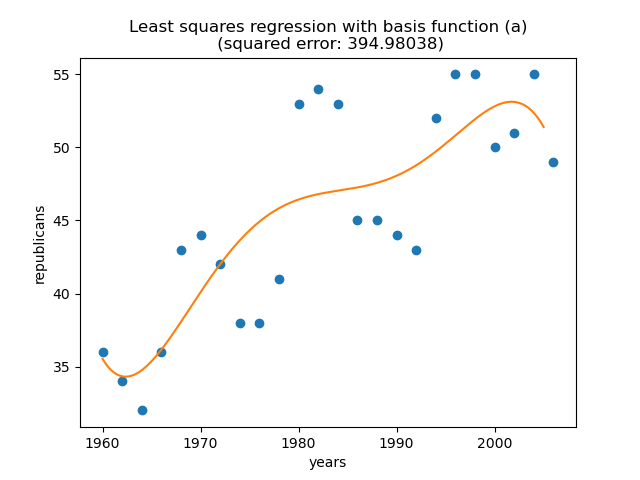 Least squares regression with basis function (a)
(squared error: 394.98038)
55
50
45
40
35
republicans
1960
1970
1980
1990
2000
years